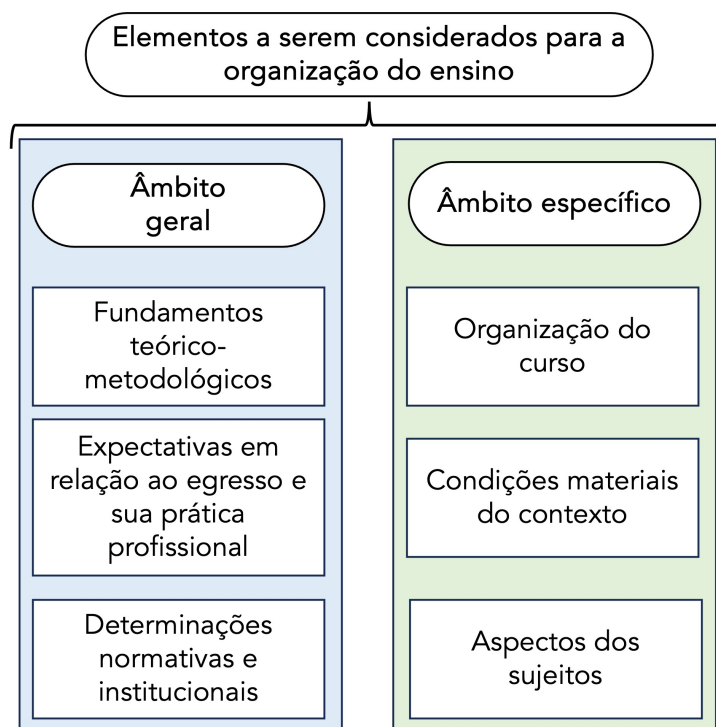 Elementos a serem considerados para a
organização do ensino
Âmbito
geral
Fundamentos
teórico-
metodológicos
Expectativas em
relação ao egresso e
sua prática
profissional
Determinações
normativas e
institucionais
Âmbito específico
Organização do
curso
Condições materiais
do contexto
Aspectos dos
sujeitos